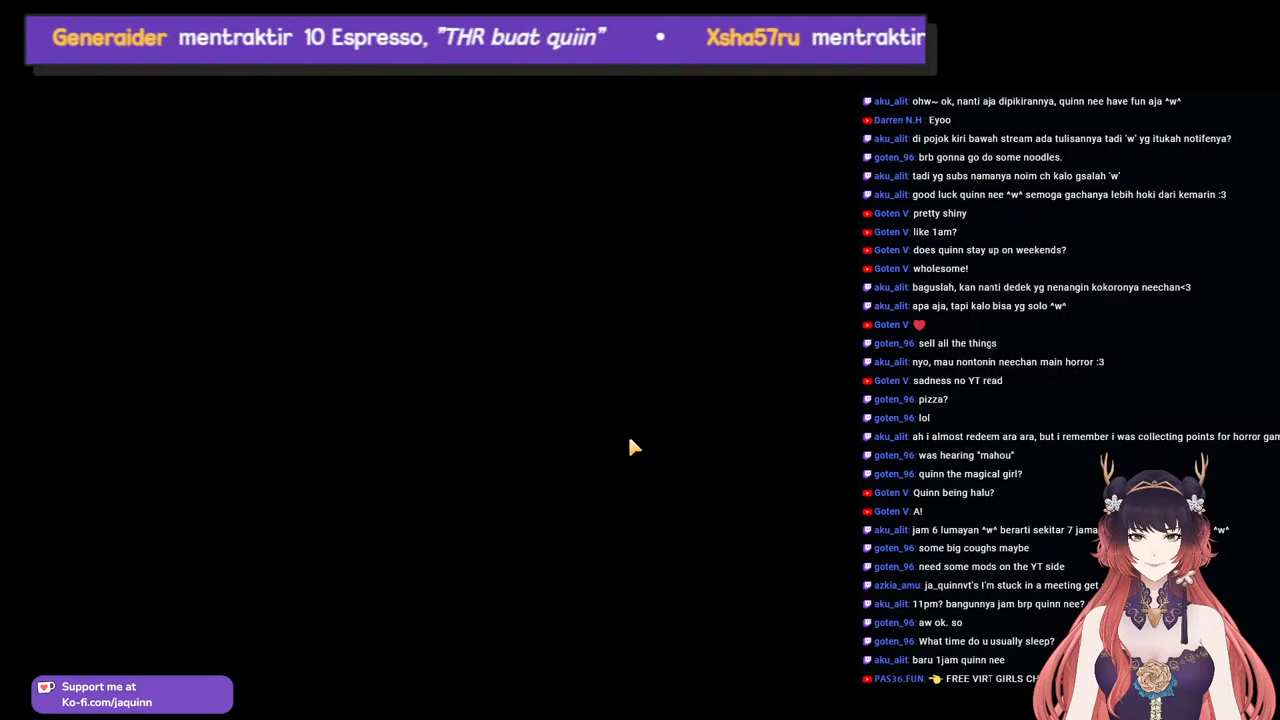 Generaider mentraktir 10 Espresso, "THR buat quiin" • Xsha57ru mentraktir
aku_alit: ohw~ ok, nanti aja dipikirannya, quinn nee have fun aja ^w^
Darren N.H : Eyoo
aku_alit: di pojok kiri bawah stream ada tulisannya tadi 'w' yg itukah notifenya?
goten_96: brb gonna go do some noodles.
aku_alit: tadi yg subs namanya noim ch kalo gsalah 'w'
aku_alit: good luck quinn nee ^w^ semoga gachanya lebih hoki dari kemarin :3
Goten V: pretty shiny
Goten V: like 1am?
Goten V: does quinn stay up on weekends?
Goten V: wholesome!
aku_alit: baguslah, kan nanti dedek yg nenangin kokoronya neechan<3
aku_alit: apa aja, tapi kalo bisa yg solo ^w^
Goten V: ❤
goten_96: sell all the things
aku_alit: nyo, mau nontonin neechan main horror :3
Goten V: sadness no YT read
goten_96: pizza?
goten_96: lol
aku_alit: ah i almost redeem ara ara, but i remember i was collecting points for horror gam
goten_96: was hearing "mahou"
goten_96: quinn the magical girl?
Goten V: Quinn being halu?
Goten V: A!
aku_alit: jam 6 lumayan ^w^ berarti sekitar 7 jama ^w^
goten_96: some big coughs maybe
goten_96: need some mods on the YT side
azkia_amu: ja_quinnvt's I'm stuck in a meeting get
aku_alit: 11pm? bangunnya jam brp quinn nee?
goten_96: aw ok. so
goten_96: What time do u usually sleep?
aku_alit: baru 1jam quinn nee
PAS36.FUN: 👈 FREE VIRT GIRLS CH
Support me at
Ko-fi.com/jaquinn